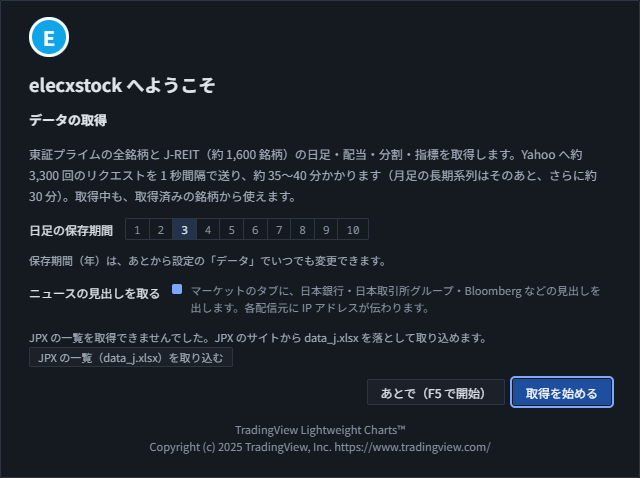 E
elecxstock へようこそ
データの取得
東証プライムの全銘柄と J-REIT（約 1,600 銘柄）の日足・配当・分割・指標を取得します。Yahoo へ約
3,300 回のリクエストを 1 秒間隔で送り、約 35〜40 分かかります（月足の長期系列はそのあと、さらに約
30 分）。取得中も、取得済みの銘柄から使えます。
日足の保存期間 1 2 3 4 5 6 7 8 9 10
保存期間（年）は、あとから設定の「データ」でいつでも変更できます。
ニュースの見出しを取る マーケットのタブに、日本銀行・日本取引所グループ・Bloomberg などの見出しを
出します。各配信元に IP アドレスが伝わります。
JPX の一覧を取得できませんでした。JPX のサイトから data_j.xlsx を落として取り込めます。
JPX の一覧（data_j.xlsx）を取り込む
あとで（F5 で開始） 取得を始める
TradingView Lightweight Charts™
Copyright (c) 2025 TradingView, Inc. https://www.tradingview.com/